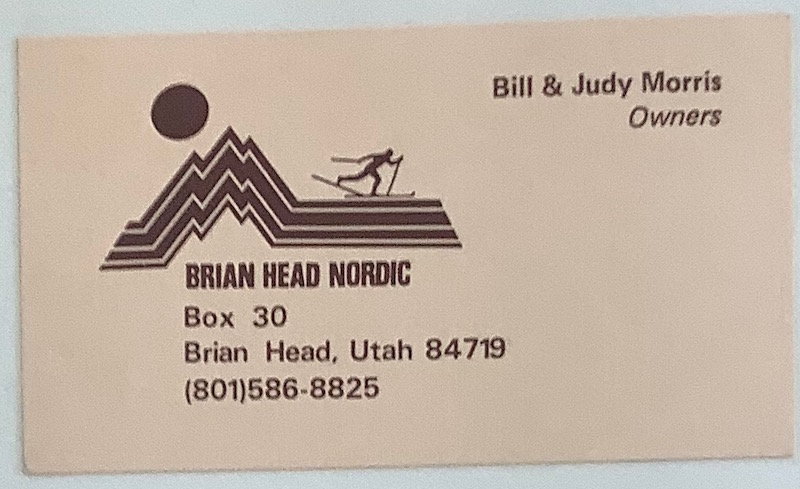 Bill & Judy Morris
Owners
BRIAN HEAD NORDIC
Box 30
Brian Head, Utah 84719
(801)586-8825